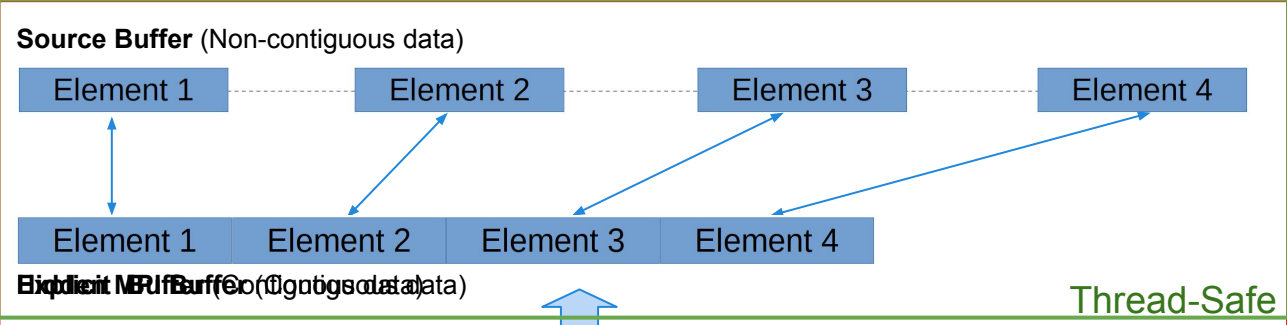 Source Buffer (Non-contiguous data)
Element 1 Element 2 Element 3 Element 4
Element 1 Element 2 Element 3 Element 4
Thread-Safe